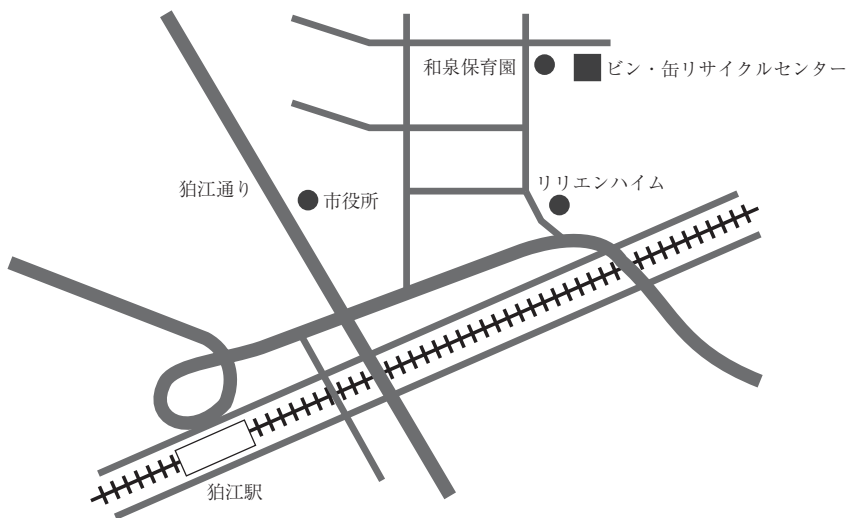 和泉保育園
ビン・缶リサイクルセンター
狛江通り
市役所
リリエンハイム
狛江駅